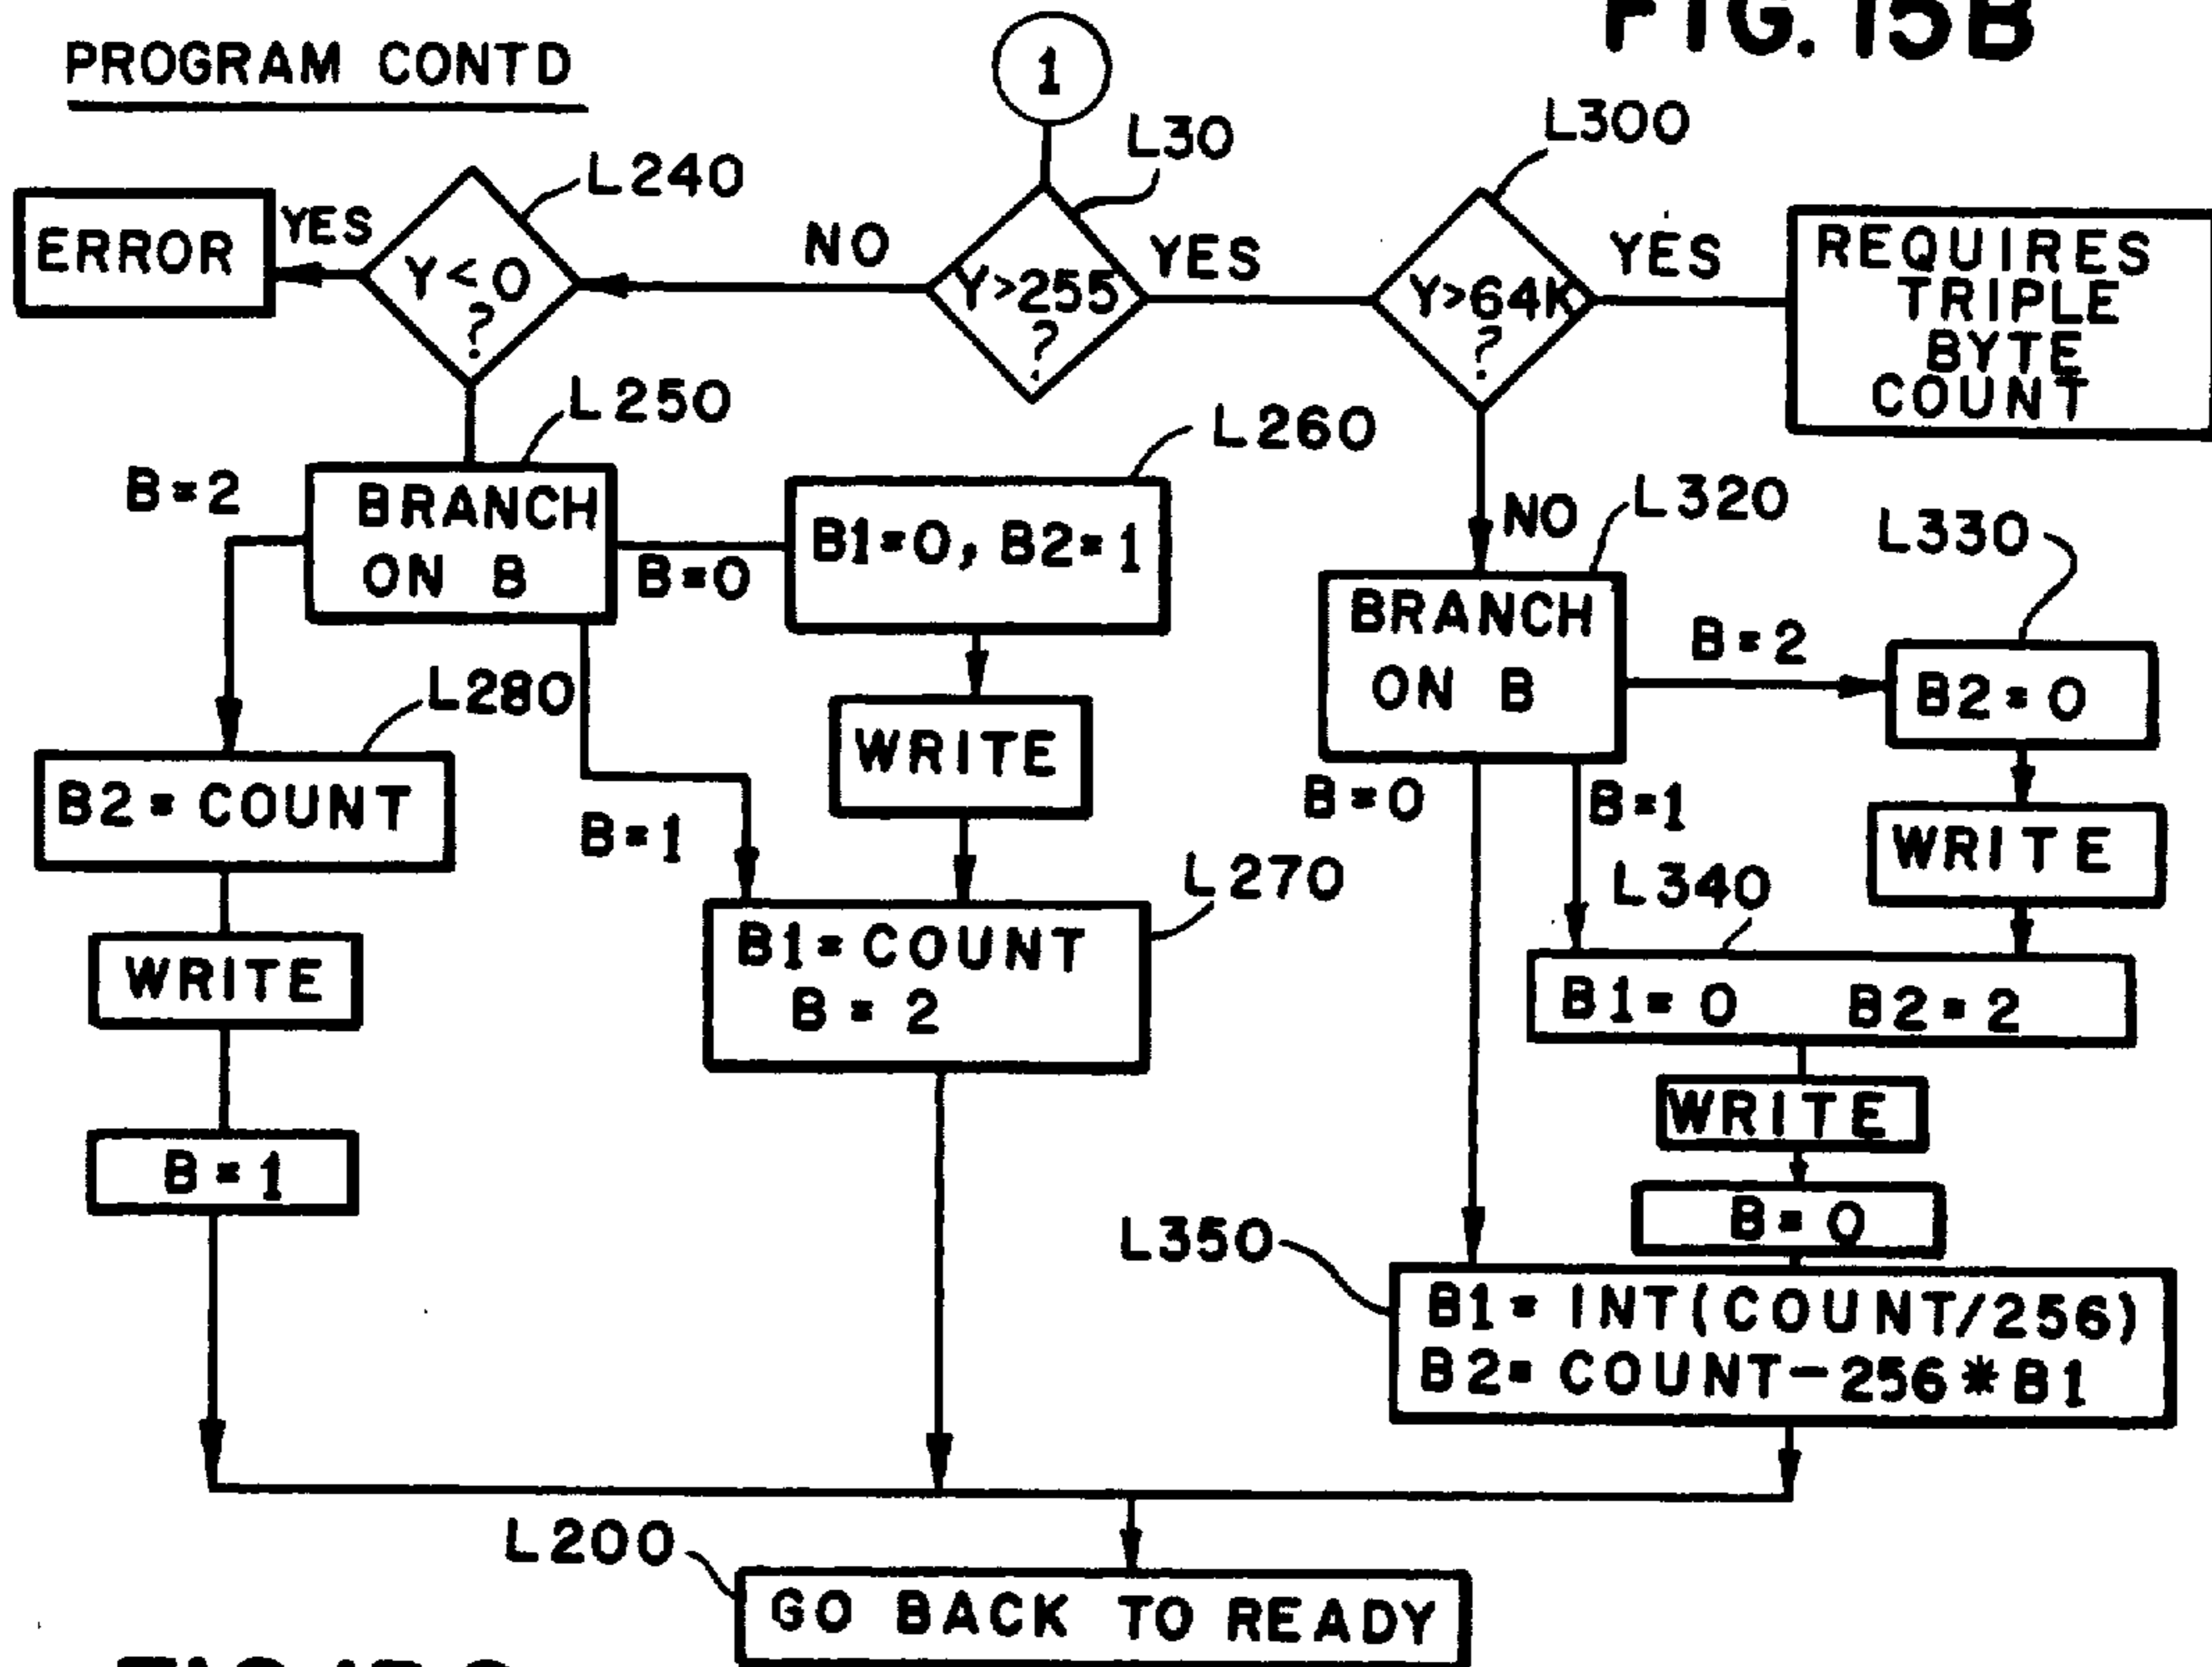 FIG. 15B
PROGRAM CONTD
1
L30
L300
L240
ERROR
YES
Y<0
?
NO
Y>255
?
YES
Y>64K
?
YES
REQUIRES
TRIPLE
BYTE
COUNT
L250
L260
B=2
BRANCH
ON B
B=0
B1=0, B2=1
NO
L320
L330
BRANCH
ON B
B=2
B2=0
L280
WRITE
B2=COUNT
B=1
B=0
B=1
WRITE
L270
L340
B1=COUNT
B=2
WRITE
B1=0 B2=2
WRITE
B=1
B=0
L350
B1=INT(COUNT/256)
B2=COUNT-256*B1
L200
GO BACK TO READY